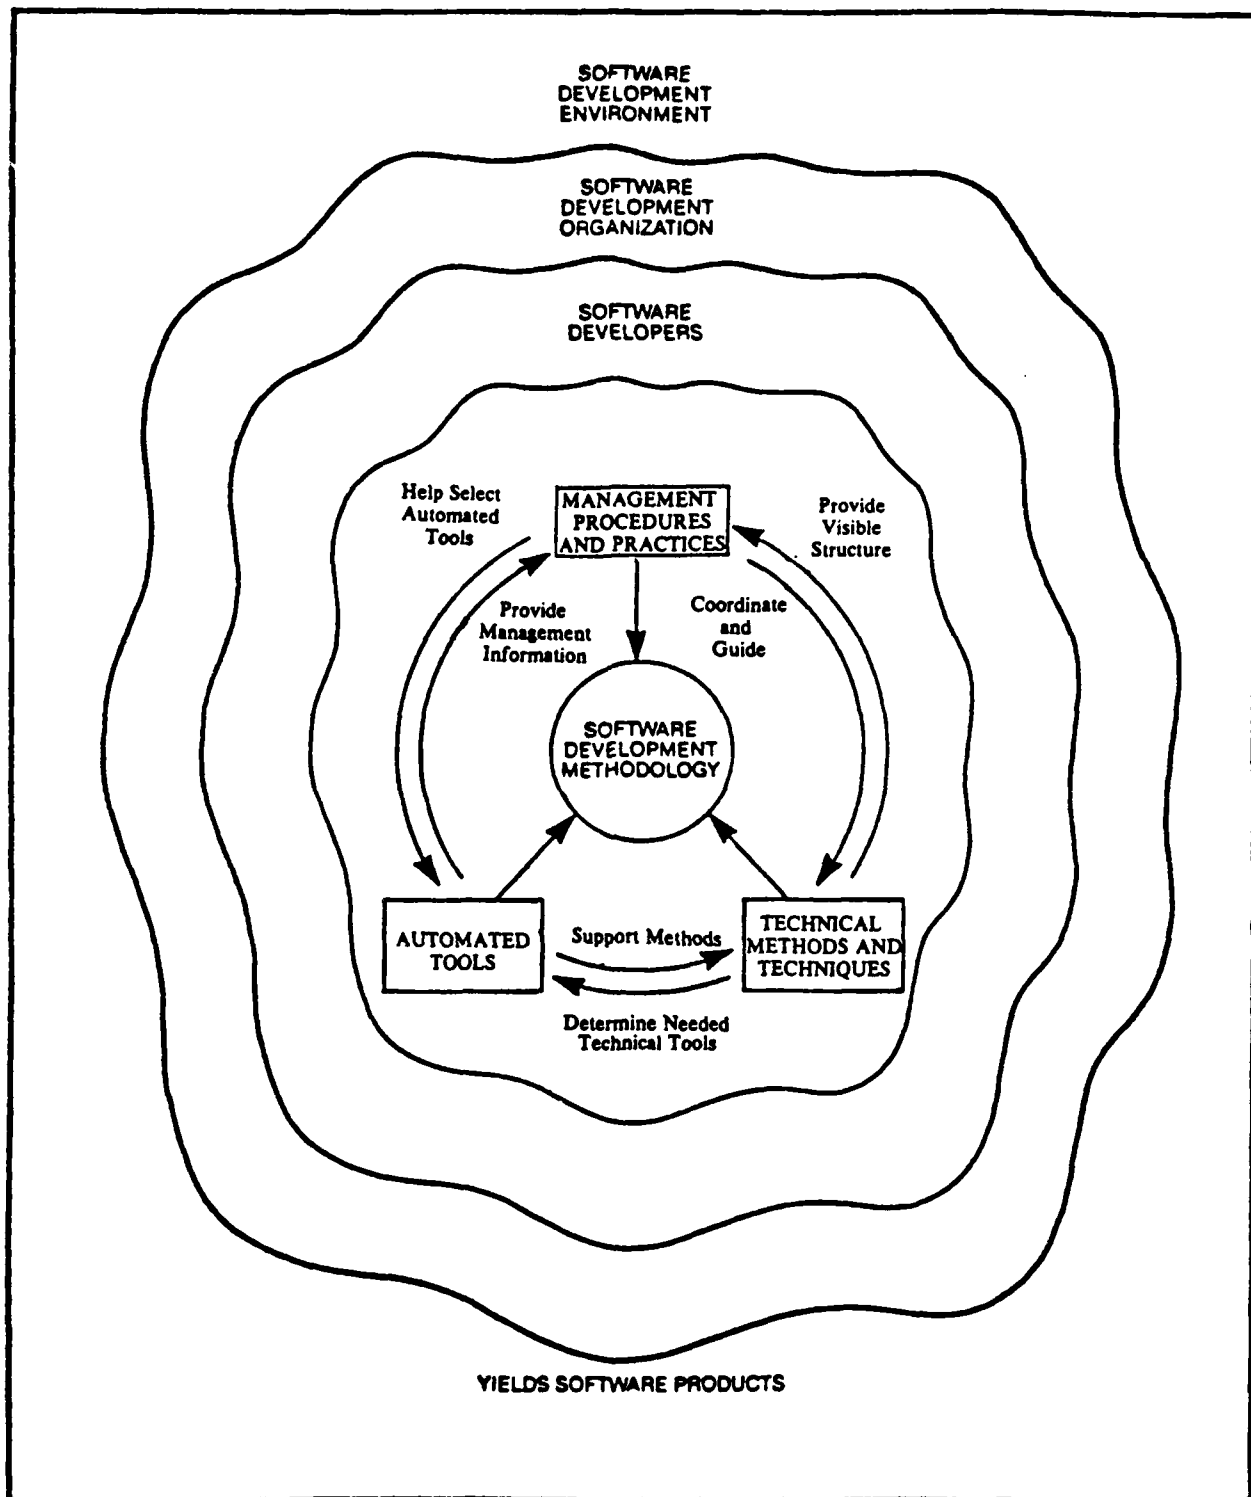 SOFTWARE
DEVELOPMENT
ENVIRONMENT
SOFTWARE
DEVELOPMENT
ORGANIZATION
SOFTWARE
DEVELOPERS
Help Select
Automated
Tools
MANAGEMENT
PROCEDURES
AND PRACTICES
Provide
Visible
Structure
Provide
Management
Information
Coordinate
and
Guide
SOFTWARE
DEVELOPMENT
METHODOLOGY
AUTOMATED
TOOLS
Support Methods
TECHNICAL
METHODS AND
TECHNIQUES
Determine Needed
Technical Tools
YIELDS SOFTWARE PRODUCTS